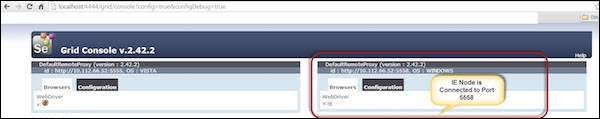 localhost:4444/grid/console?config=true&configDebug=true
Se
Grid Console v.2.42.2
Help
DefaultRemoteProxy (version : 2.42.2)
id : http://10.112.66.52:5555, OS : VISTA
Browsers Configuration
WebDriver
v:
DefaultRemoteProxy (version : 2.42.2)
id : http://10.112.66.52:5558, OS : WINDOWS
Browsers Configuration
WebDriver
IE Node is
Connected to Port
5558